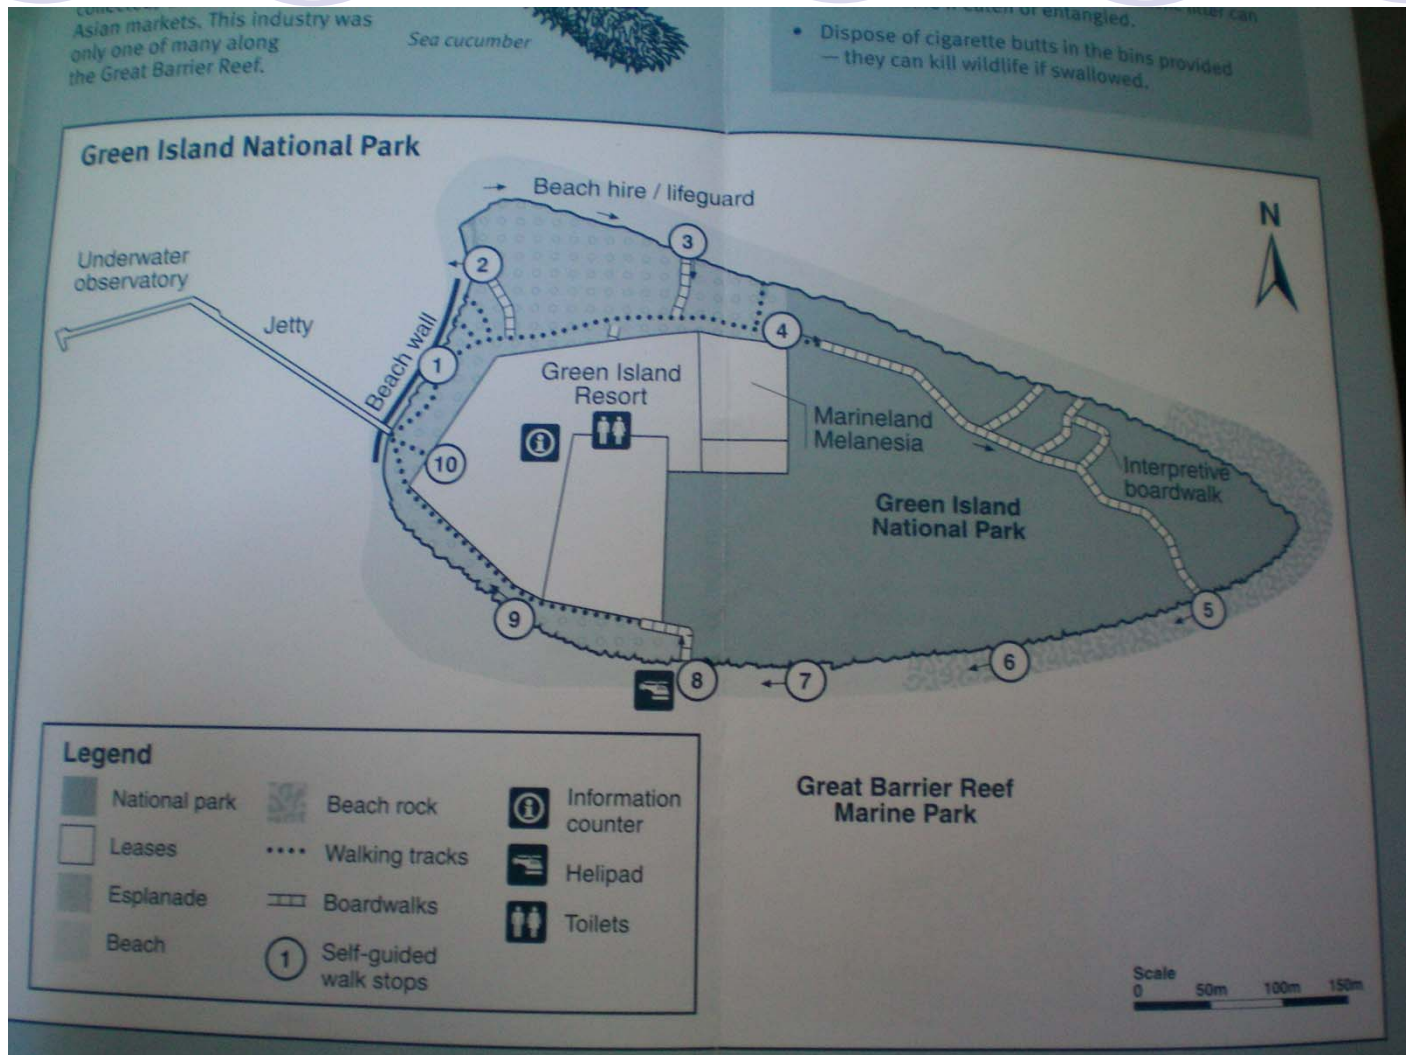 Asian markets. This industry was
only one of many along
the Great Barrier Reef.
Sea cucumber
can
or entangled.
• Dispose of cigarette butts in the bins provided
— they can kill wildlife if swallowed.
Green Island National Park
Beach hire / lifeguard
N
Underwater
observatory
Jetty
Beach wall
1
2
3
4
5
6
7
8
9
10
Green Island
Resort
Marineland
Melanesia
Interpretive
boardwalk
Green Island
National Park
Great Barrier Reef
Marine Park
Legend
National park
Leases
Esplanade
Beach
Beach rock
Walking tracks
Boardwalks
1
Self-guided
walk stops
Information
counter
Helipad
Toilets
Scale
0 50m 100m 150m